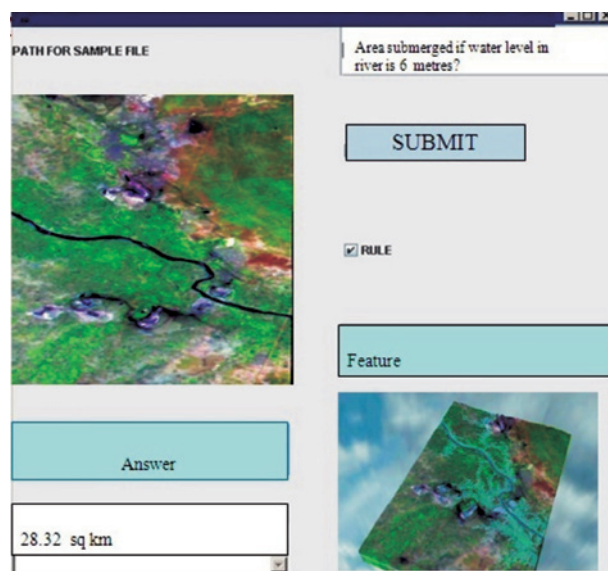 PATH FOR SAMPLE FILE
Area submerged if water level in
river is 6 metres?
SUBMIT
RULE
Feature
Answer
28.32 sq km